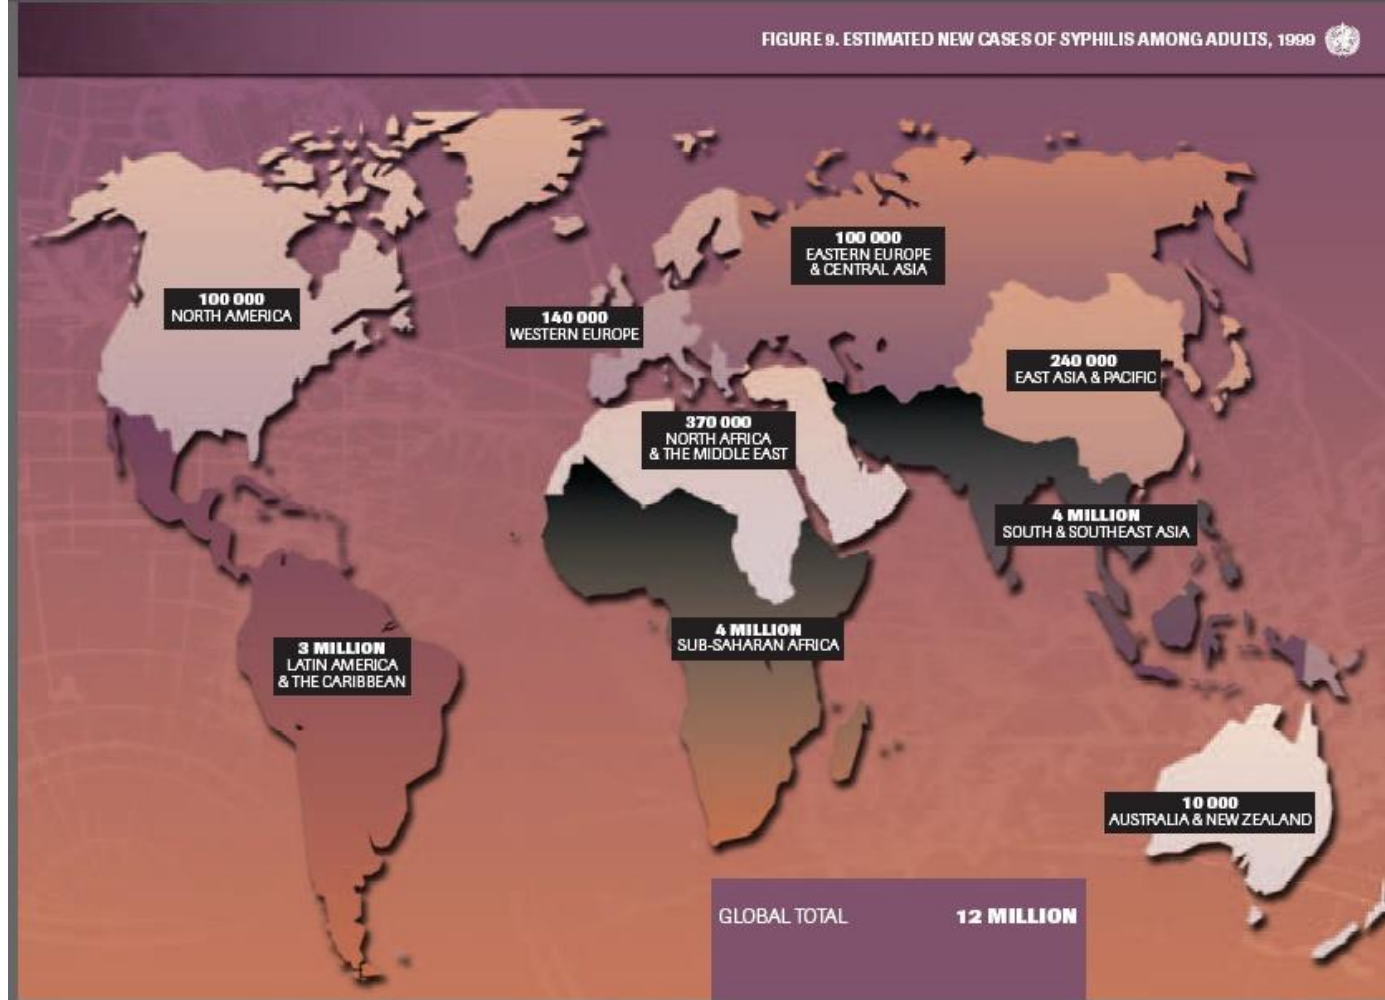 FIGURE 9. ESTIMATED NEW CASES OF SYPHILIS AMONG ADULTS, 1999
100 000
EASTERN EUROPE
& CENTRAL ASIA
100 000
NORTH AMERICA
140 000
WESTERN EUROPE
240 000
EAST ASIA & PACIFIC
370 000
NORTH AFRICA
& THE MIDDLE EAST
4 MILLION
SOUTH & SOUTHEAST ASIA
4 MILLION
SUB-SAHARAN AFRICA
3 MILLION
LATIN AMERICA
& THE CARIBBEAN
10 000
AUSTRALIA & NEW ZEALAND
GLOBAL TOTAL 12 MILLION